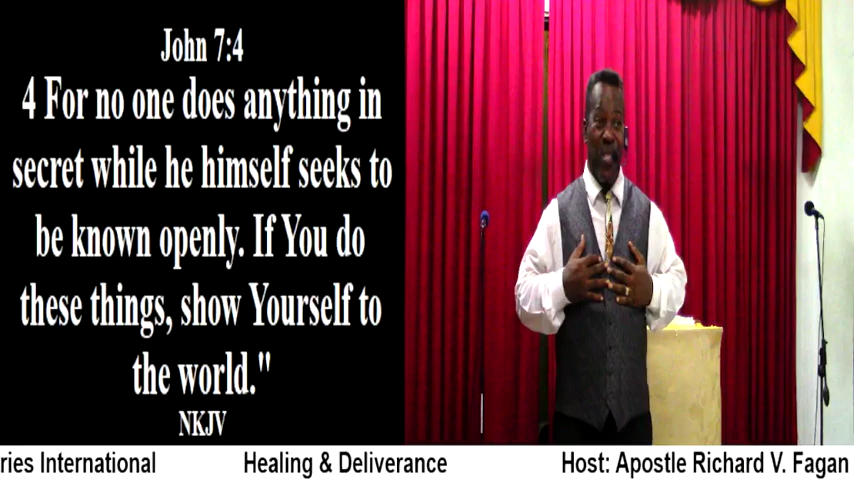 John 7:4
4 For no one does anything in
secret while he himself seeks to
be known openly. If You do
these things, show Yourself to
the world."
NKJV
ries International Healing & Deliverance Host: Apostle Richard V. Fagan